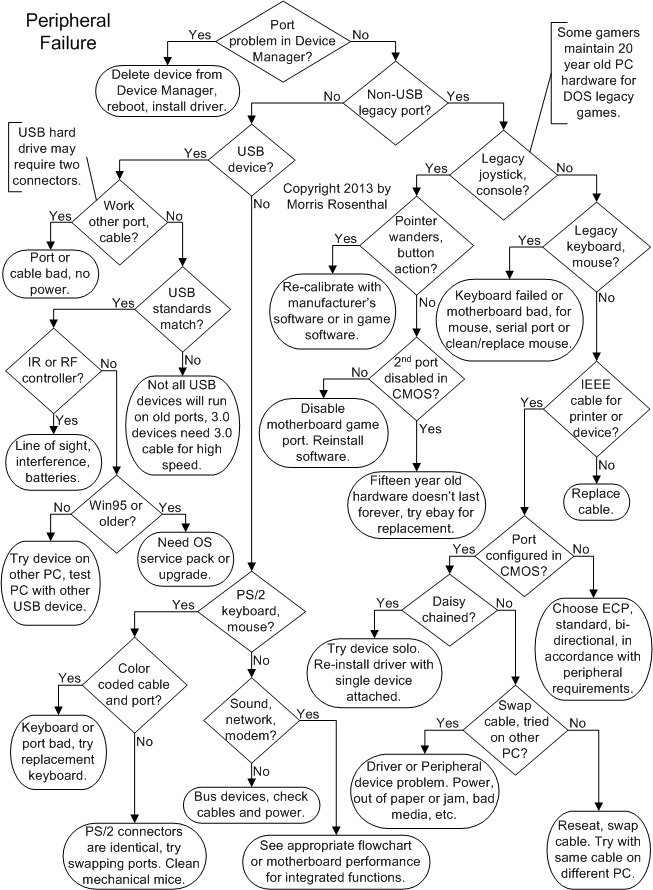 Peripheral
Failure
Port
problem in Device
Manager?
Yes
No
Delete device from
Device Manager,
reboot, install driver.
Some gamers
maintain 20
year old PC
hardware for
DOS legacy
games.
Non-USB
legacy port?
No
Yes
USB hard
drive may
require two
connectors.
USB
device?
Yes
No
Legacy
joystick,
console?
Yes
No
Copyright 2013 by
Morris Rosenthal
Work
other port,
cable?
Yes
No
Port or
cable bad, no
power.
Pointer
wanders,
button
action?
Yes
No
Legacy
keyboard,
mouse?
Yes
No
Re-calibrate with
manufacturer's
software or in game
software.
Keyboard failed or
motherboard bad, for
mouse, serial port or
clean/replace mouse.
USB
standards
match?
Yes
No
IR or RF
controller?
No
Yes
Not all USB
devices will run
on old ports, 3.0
devices need 3.0
cable for high
speed.
2nd port
disabled in
CMOS?
No
Yes
Disable
motherboard game
port. Reinstall
software.
IEEE
cable for
printer or
device?
Yes
No
Line of sight,
interference,
batteries.
Fifteen year old
hardware doesn't last
forever, try ebay for
replacement.
Replace
cable.
Win95 or
older?
No
Yes
Try device on
other PC, test
PC with other
USB device.
Need OS
service pack or
upgrade.
Port
configured in
CMOS?
Yes
No
PS/2
keyboard,
mouse?
Yes
No
Daisy
chained?
Yes
No
Choose ECP,
standard, bi-
directional, in
accordance with
peripheral
requirements.
Try device solo.
Re-install driver with
single device
attached.
Color
coded cable
and port?
Yes
No
Sound,
network,
modem?
Yes
No
Swap
cable, tried
on other
PC?
Yes
No
Keyboard or
port bad, try
replacement
keyboard.
Bus devices, check
cables and power.
Driver or Peripheral
device problem. Power,
out of paper or jam, bad
media, etc.
PS/2 connectors
are identical, try
swapping ports. Clean
mechanical mice.
See appropriate flowchart
or motherboard performance
for integrated functions.
Reseat, swap
cable. Try with
same cable on
different PC.